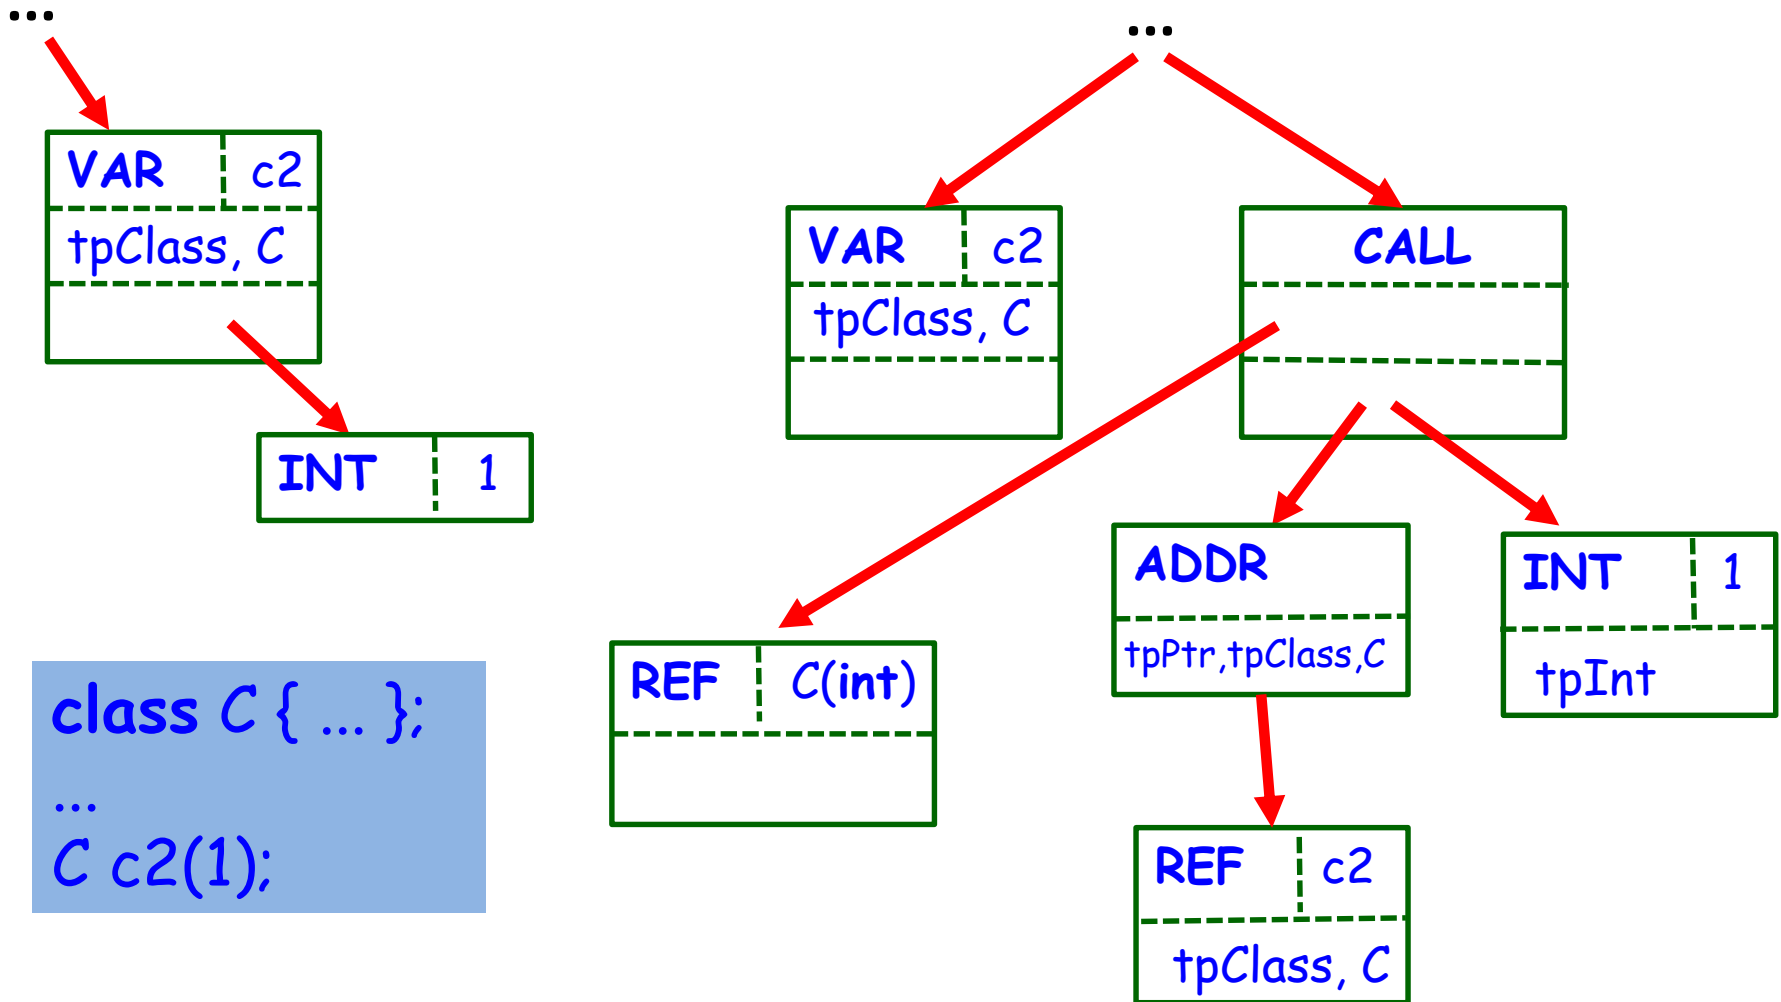 ...
...
VAR c2
tpClass, C
INT 1
VAR c2
tpClass, C
CALL
ADDR
tpPtr,tpClass,C
INT 1
tpInt
REF C(int)
REF c2
tpClass, C
class C { ... };
...
C c2(1);